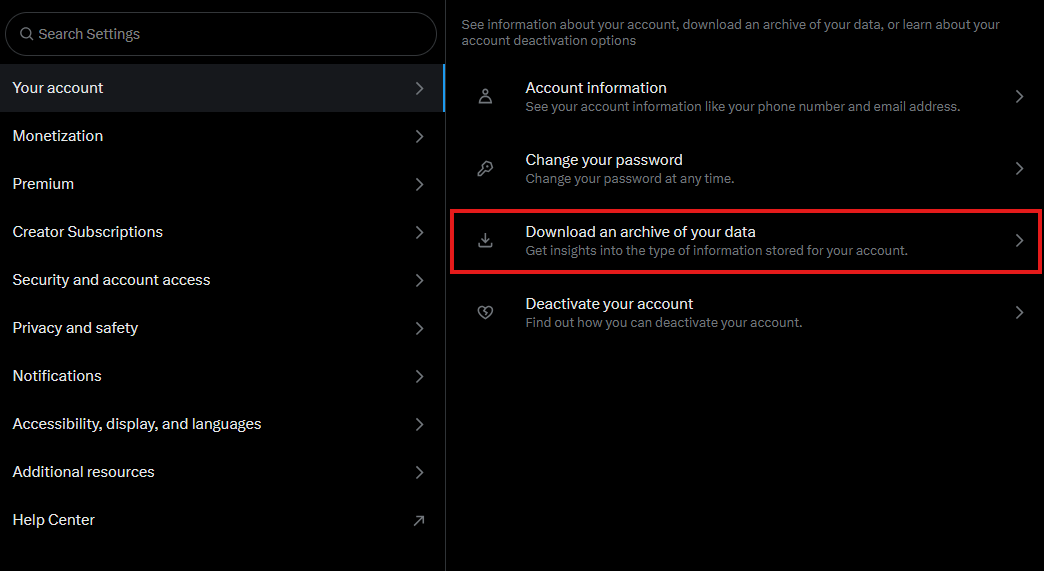 Search Settings
Your account
Monetization
Premium
Creator Subscriptions
Security and account access
Privacy and safety
Notifications
Accessibility, display, and languages
Additional resources
Help Center
See information about your account, download an archive of your data, or learn about your
account deactivation options
Account information
See your account information like your phone number and email address.
Change your password
Change your password at any time.
Download an archive of your data
Get insights into the type of information stored for your account.
Deactivate your account
Find out how you can deactivate your account.